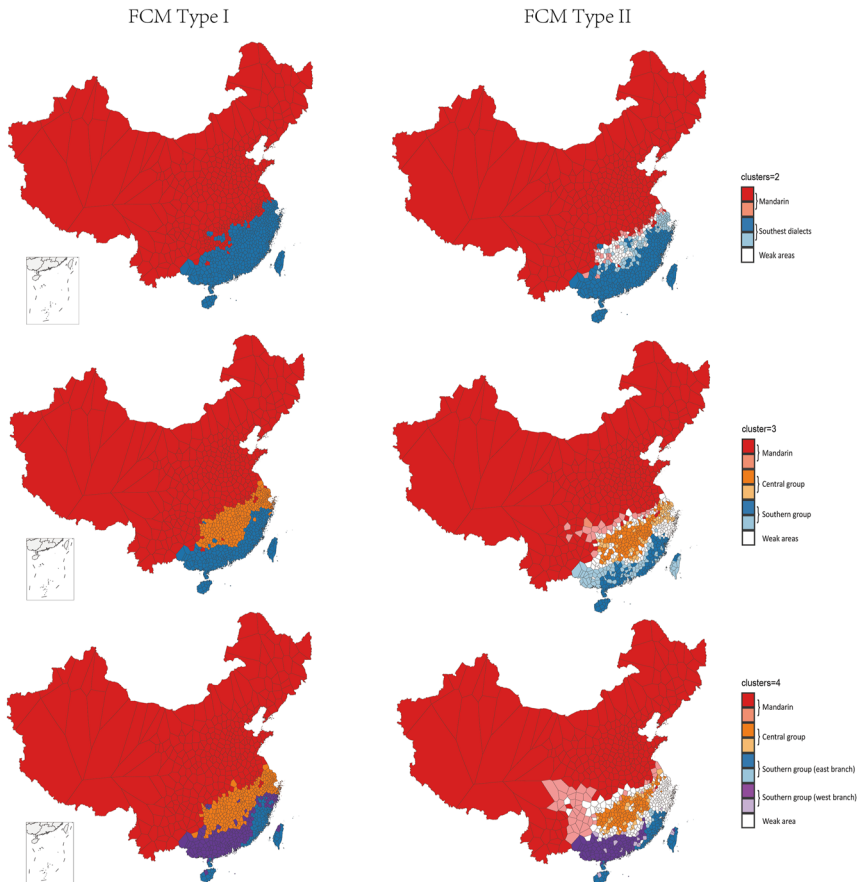 FCM Type I
FCM Type II
clusters=2
Mandarin
Southest dialects
Weak areas
cluster=3
Mandarin
Central group
Southern group
Weak areas
clusters=4
Mandarin
Central group
Southern group (east branch)
Southern group (west branch)
Weak area